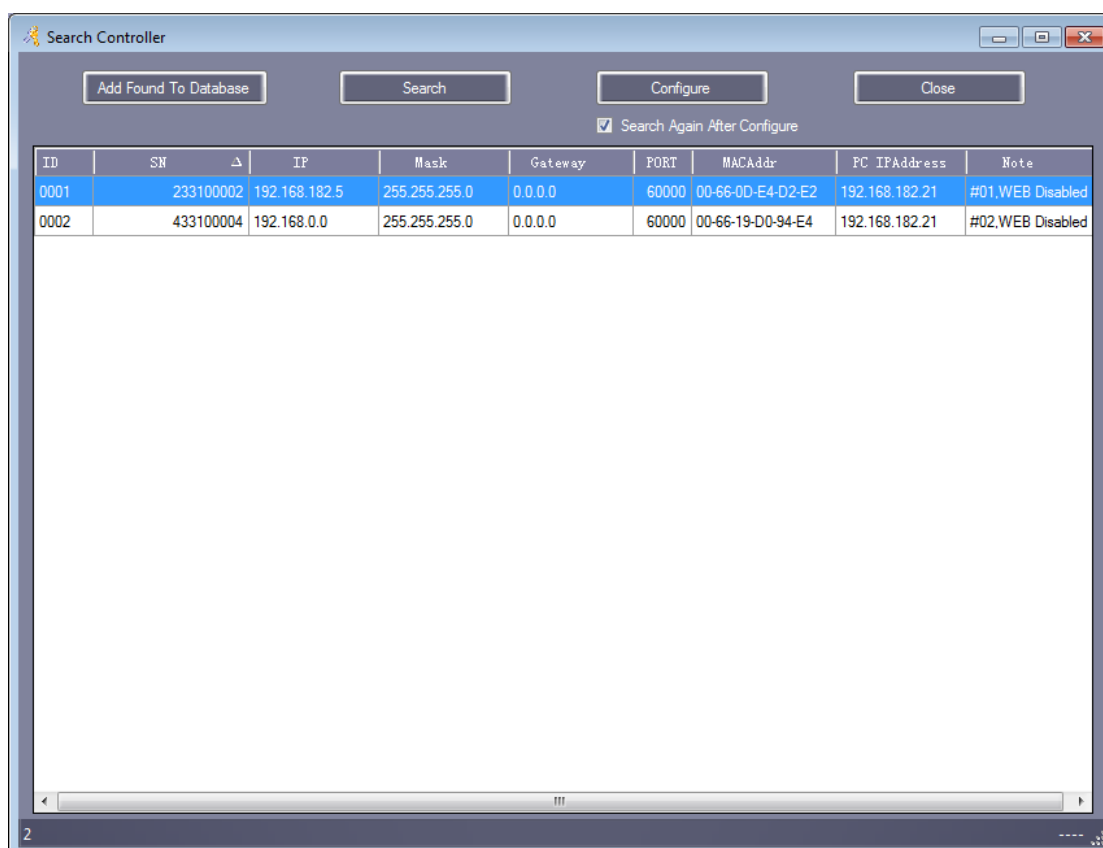 Search Controller
Add Found To Database Search Configure Close
Search Again After Configure
ID SN IP Mask Gateway PORT MACAddr PC IPAddress Note
0001 233100002 192.168.182.5 255.255.255.0 0.0.0.0 60000 00-66-0D-E4-D2-E2 192.168.182.21 #01,WEB Disabled
0002 433100004 192.168.0.0 255.255.255.0 0.0.0.0 60000 00-66-19-D0-94-E4 192.168.182.21 #02,WEB Disabled
2 ----